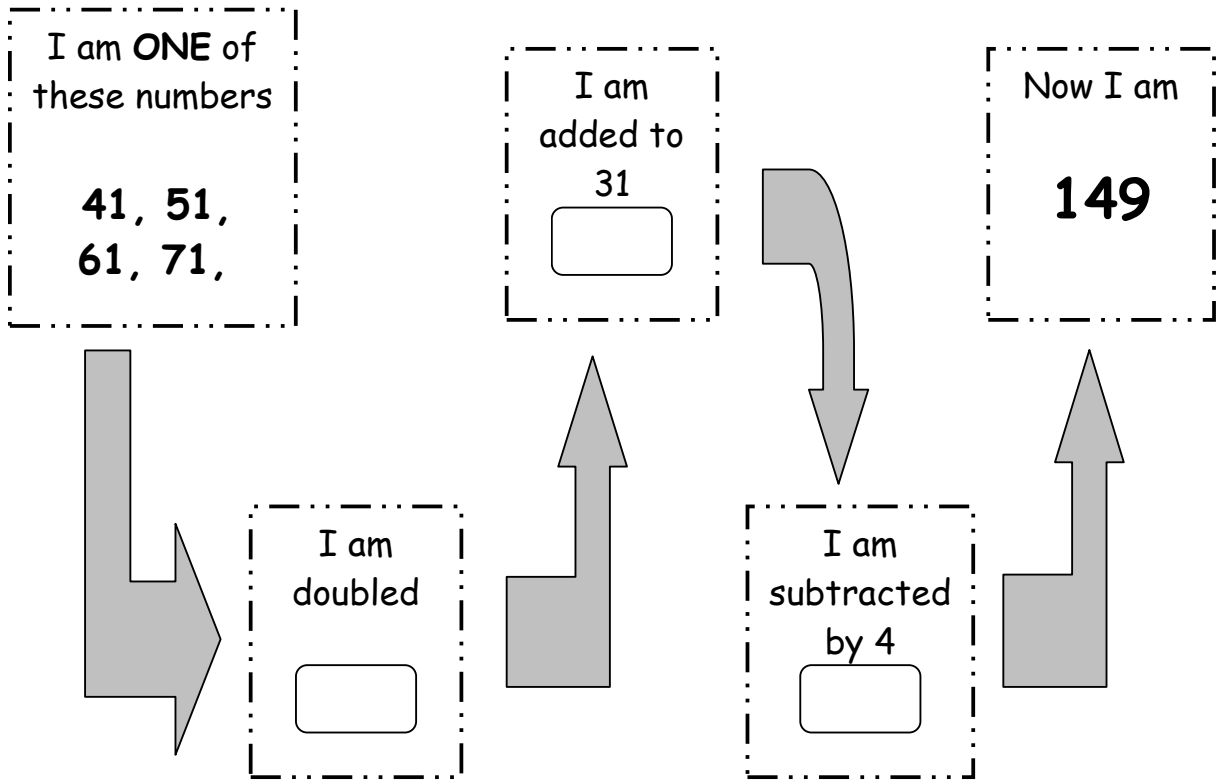 I am ONE of
these numbers
41, 51,
61, 71,
I am
doubled
I am
added to
31
I am
subtracted
by 4
Now I am
149